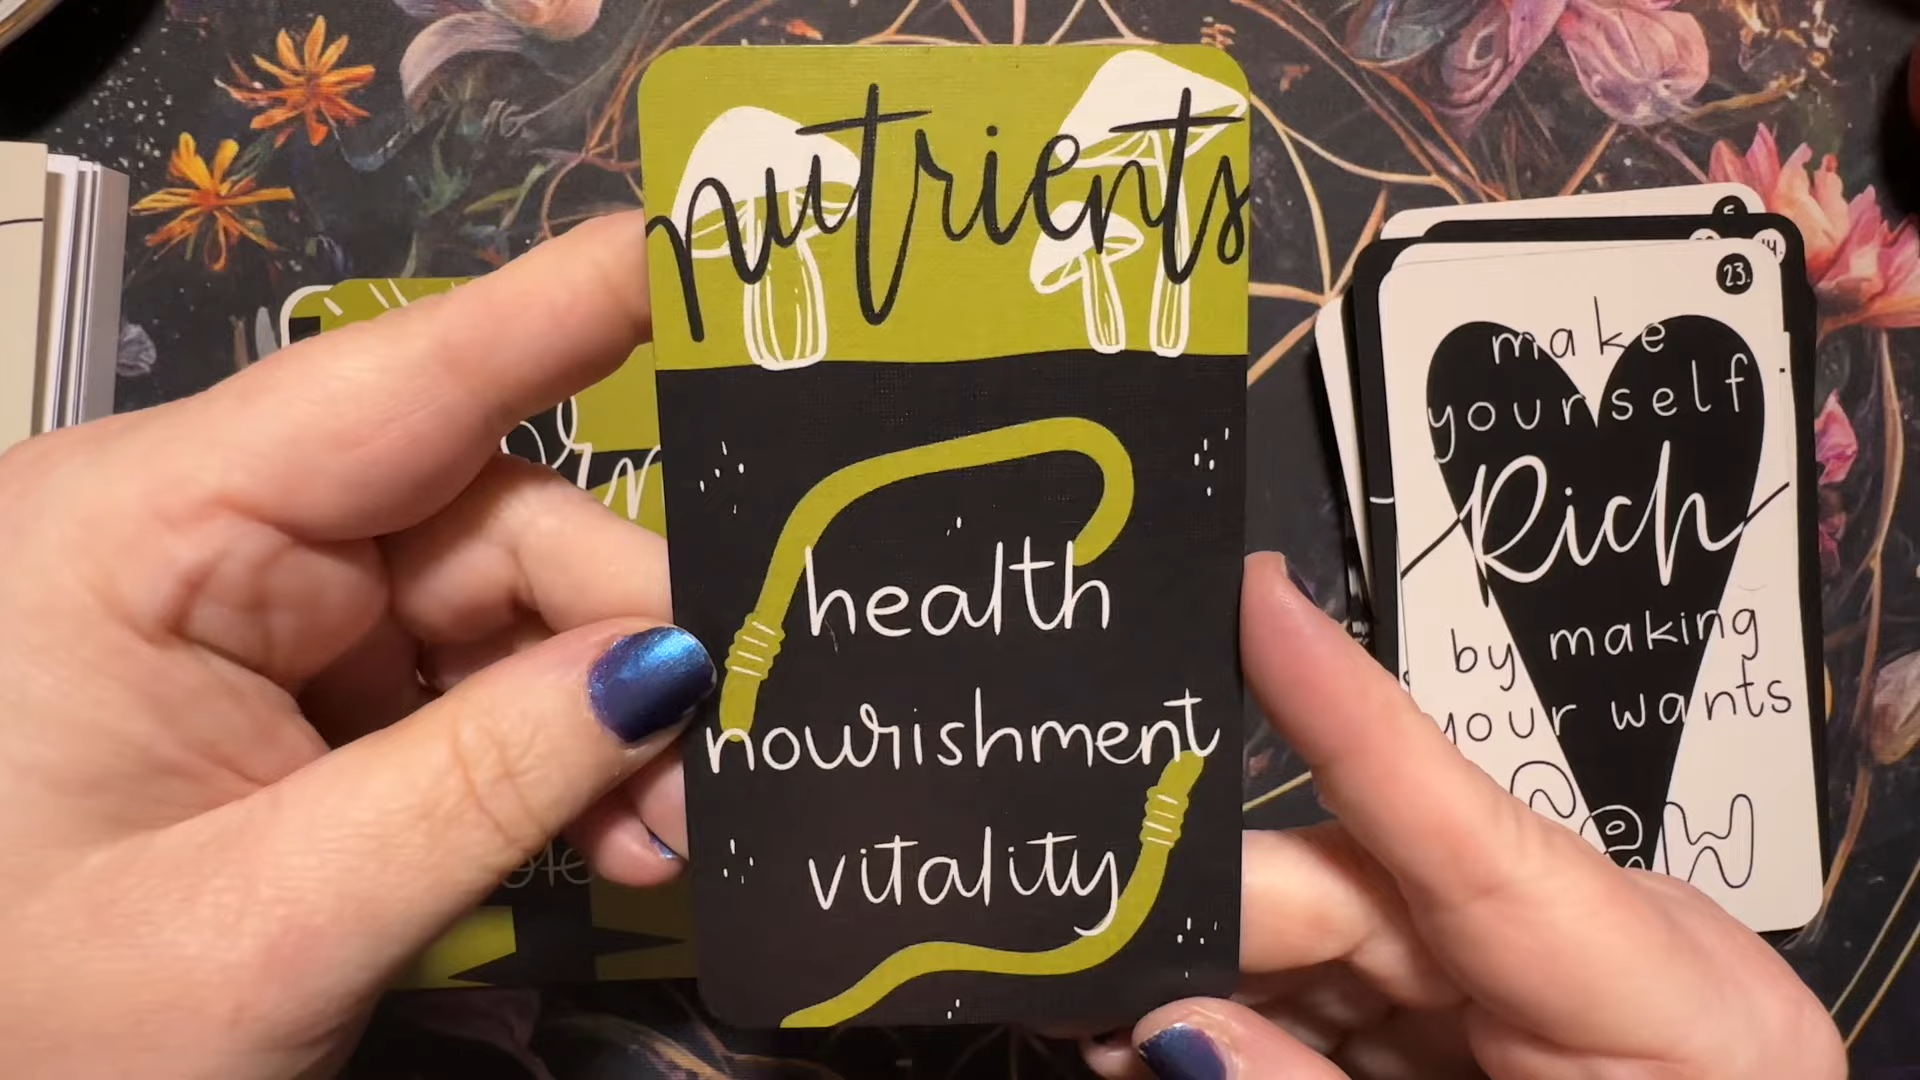 nutrients
health
nourishment
vitality
23.
make
yourself
Rich
by making
your wants